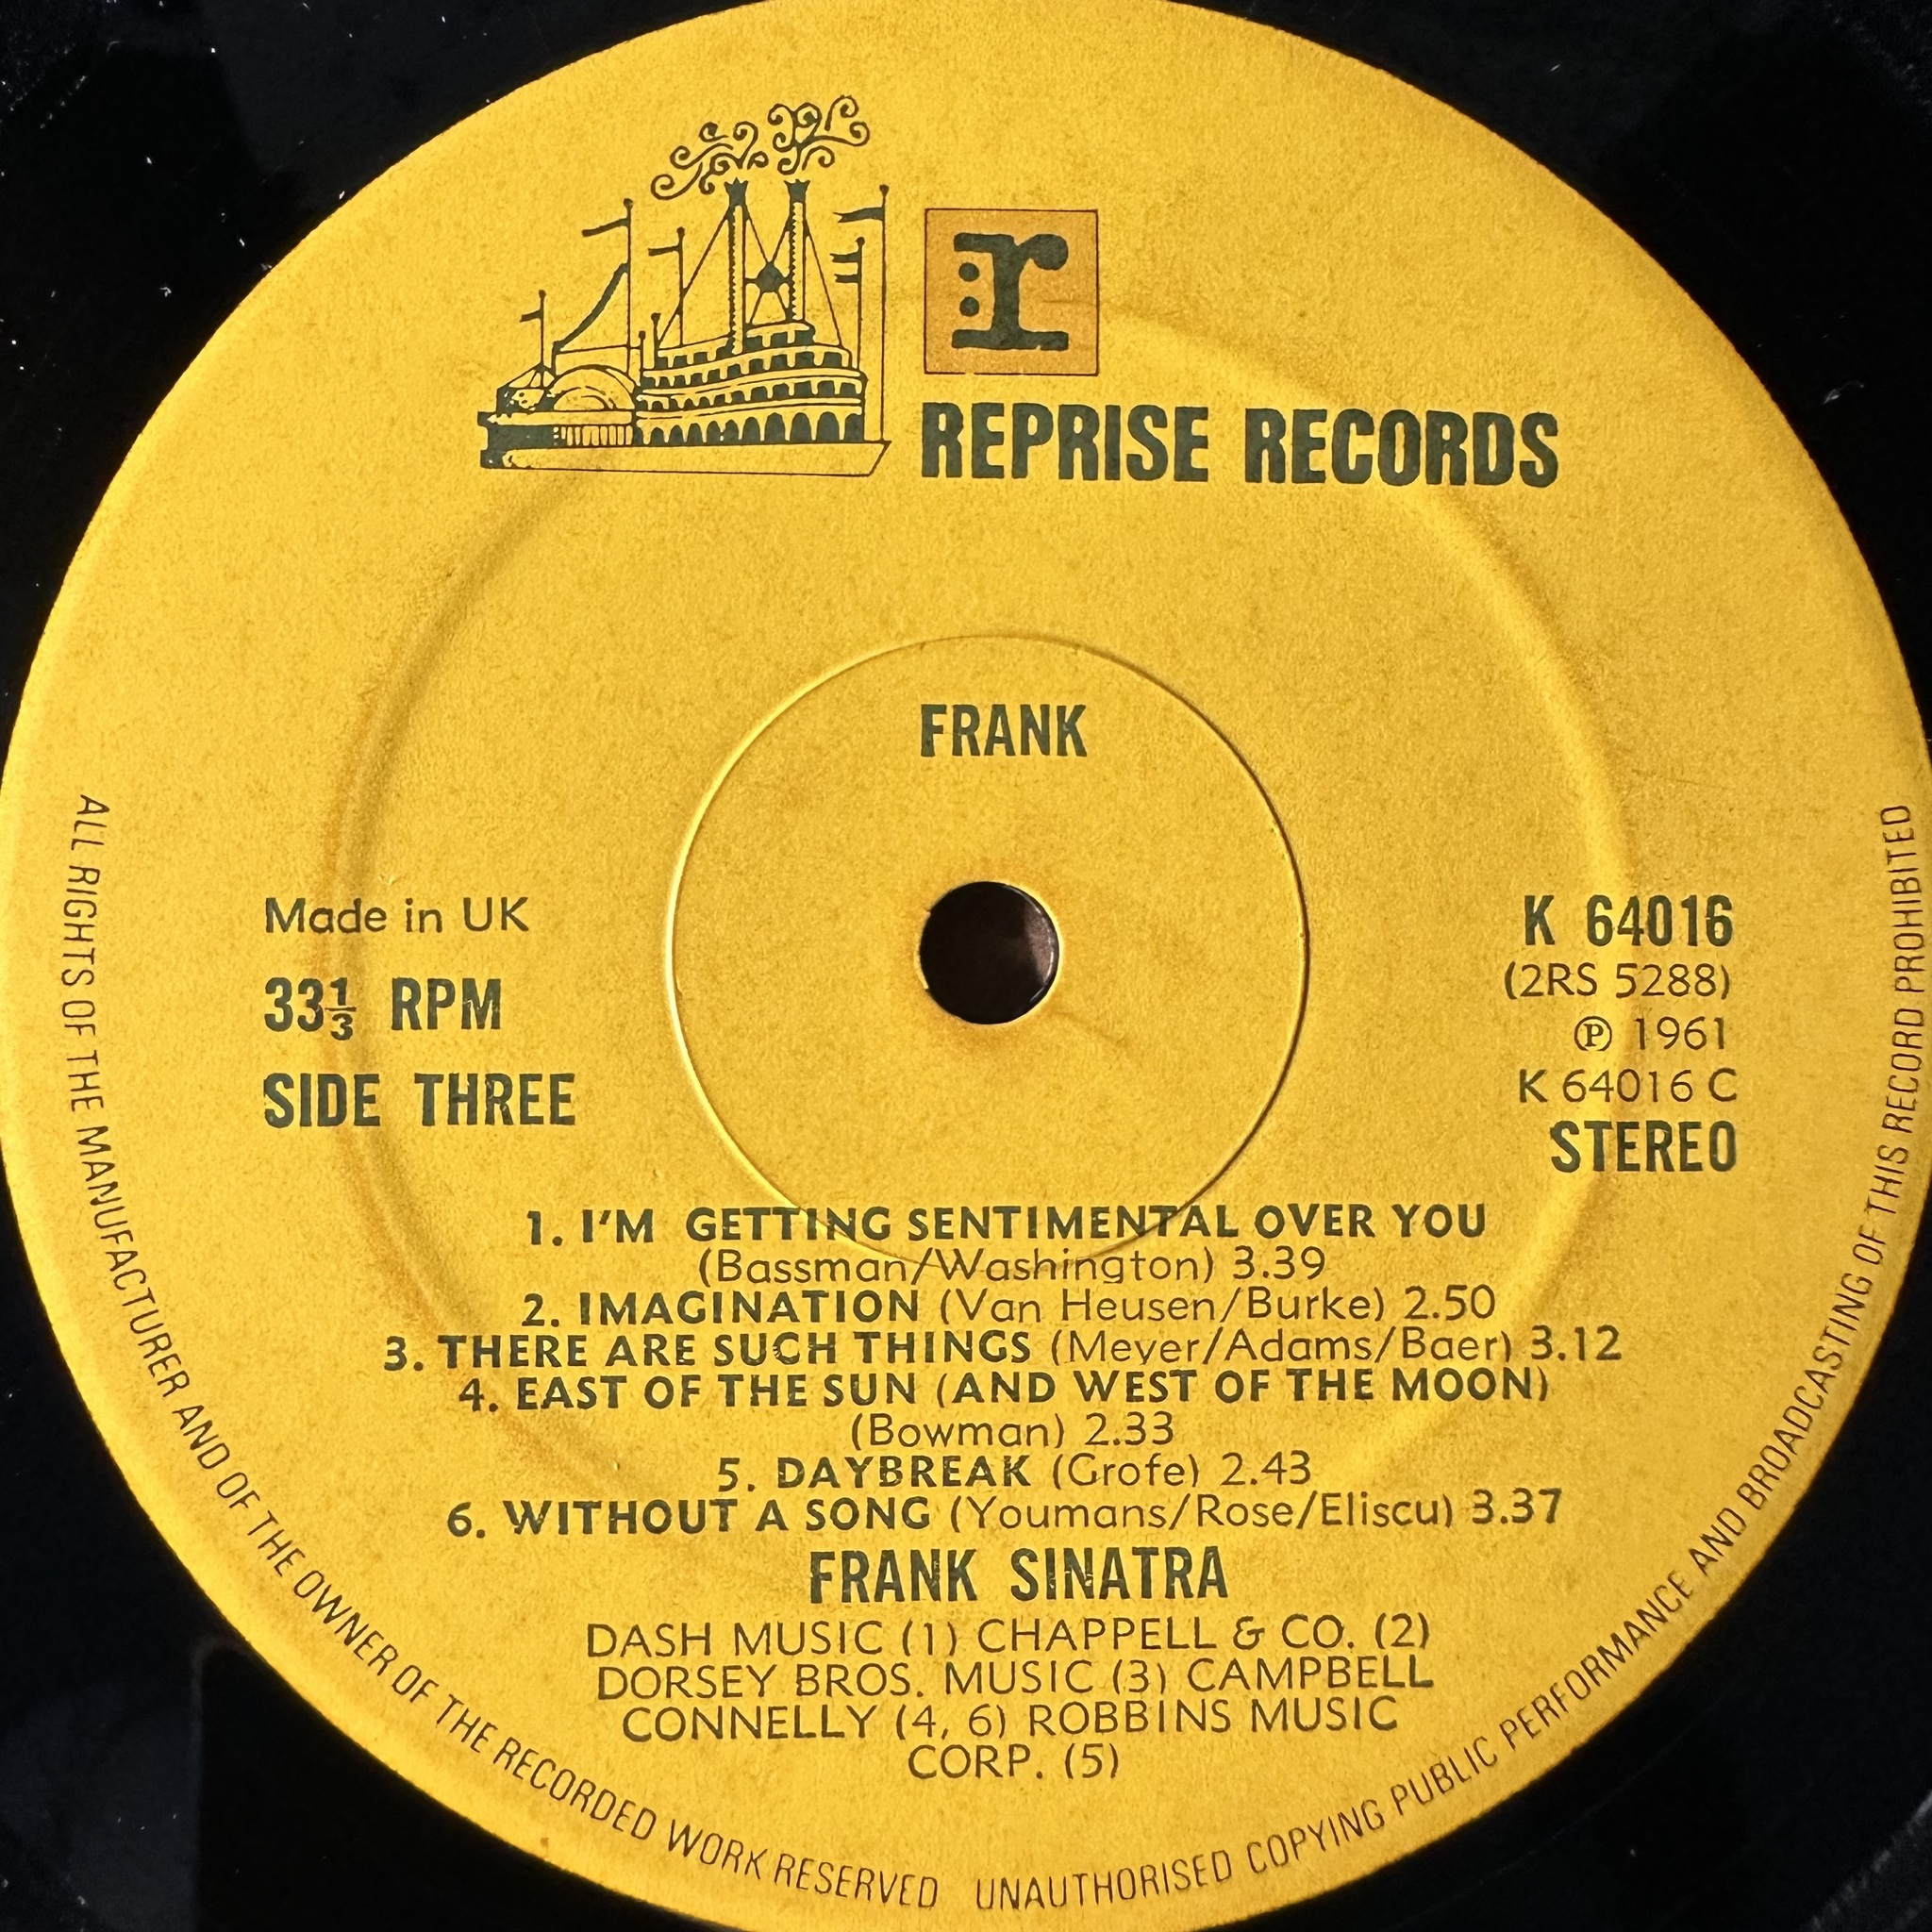 r
REPRISE RECORDS
FRANK
Made in UK
33⅓ RPM
SIDE THREE
K 64016
(2RS 5288)
℗ 1961
K 64016 C
STEREO
1. I'M GETTING SENTIMENTAL OVER YOU
(Bassman/Washington) 3.39
2. IMAGINATION (Van Heusen/Burke) 2.50
3. THERE ARE SUCH THINGS (Meyer/Adams/Baer) 3.12
4. EAST OF THE SUN (AND WEST OF THE MOON)
(Bowman) 2.33
5. DAYBREAK (Grofe) 2.43
6. WITHOUT A SONG (Youmans/Rose/Eliscu) 3.37
FRANK SINATRA
DASH MUSIC (1) CHAPPELL & CO. (2)
DORSEY BROS. MUSIC (3) CAMPBELL
CONNELLY (4, 6) ROBBINS MUSIC
CORP. (5)
ALL RIGHTS OF THE MANUFACTURER AND OF THE OWNER OF THE RECORDED WORK RESERVED UNAUTHORISED COPYING PUBLIC PERFORMANCE AND BROADCASTING OF THIS RECORD PROHIBITED